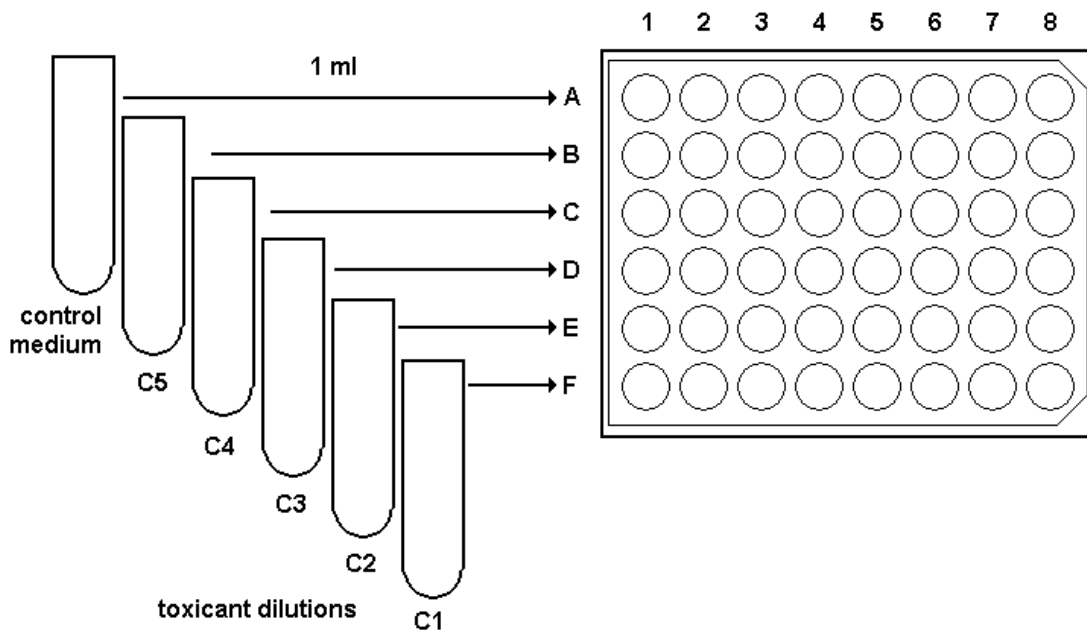 1 2 3 4 5 6 7 8
1 ml
A
B
C
D
E
F
control
medium
C5
C4
C3
C2
C1
toxicant dilutions